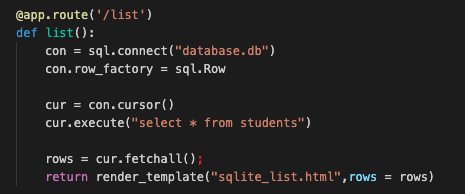 @app.route('/list')
def list():
    con = sql.connect("database.db")
    con.row_factory = sql.Row

    cur = con.cursor()
    cur.execute("select * from students")

    rows = cur.fetchall();
    return render_template("sqlite_list.html",rows = rows)